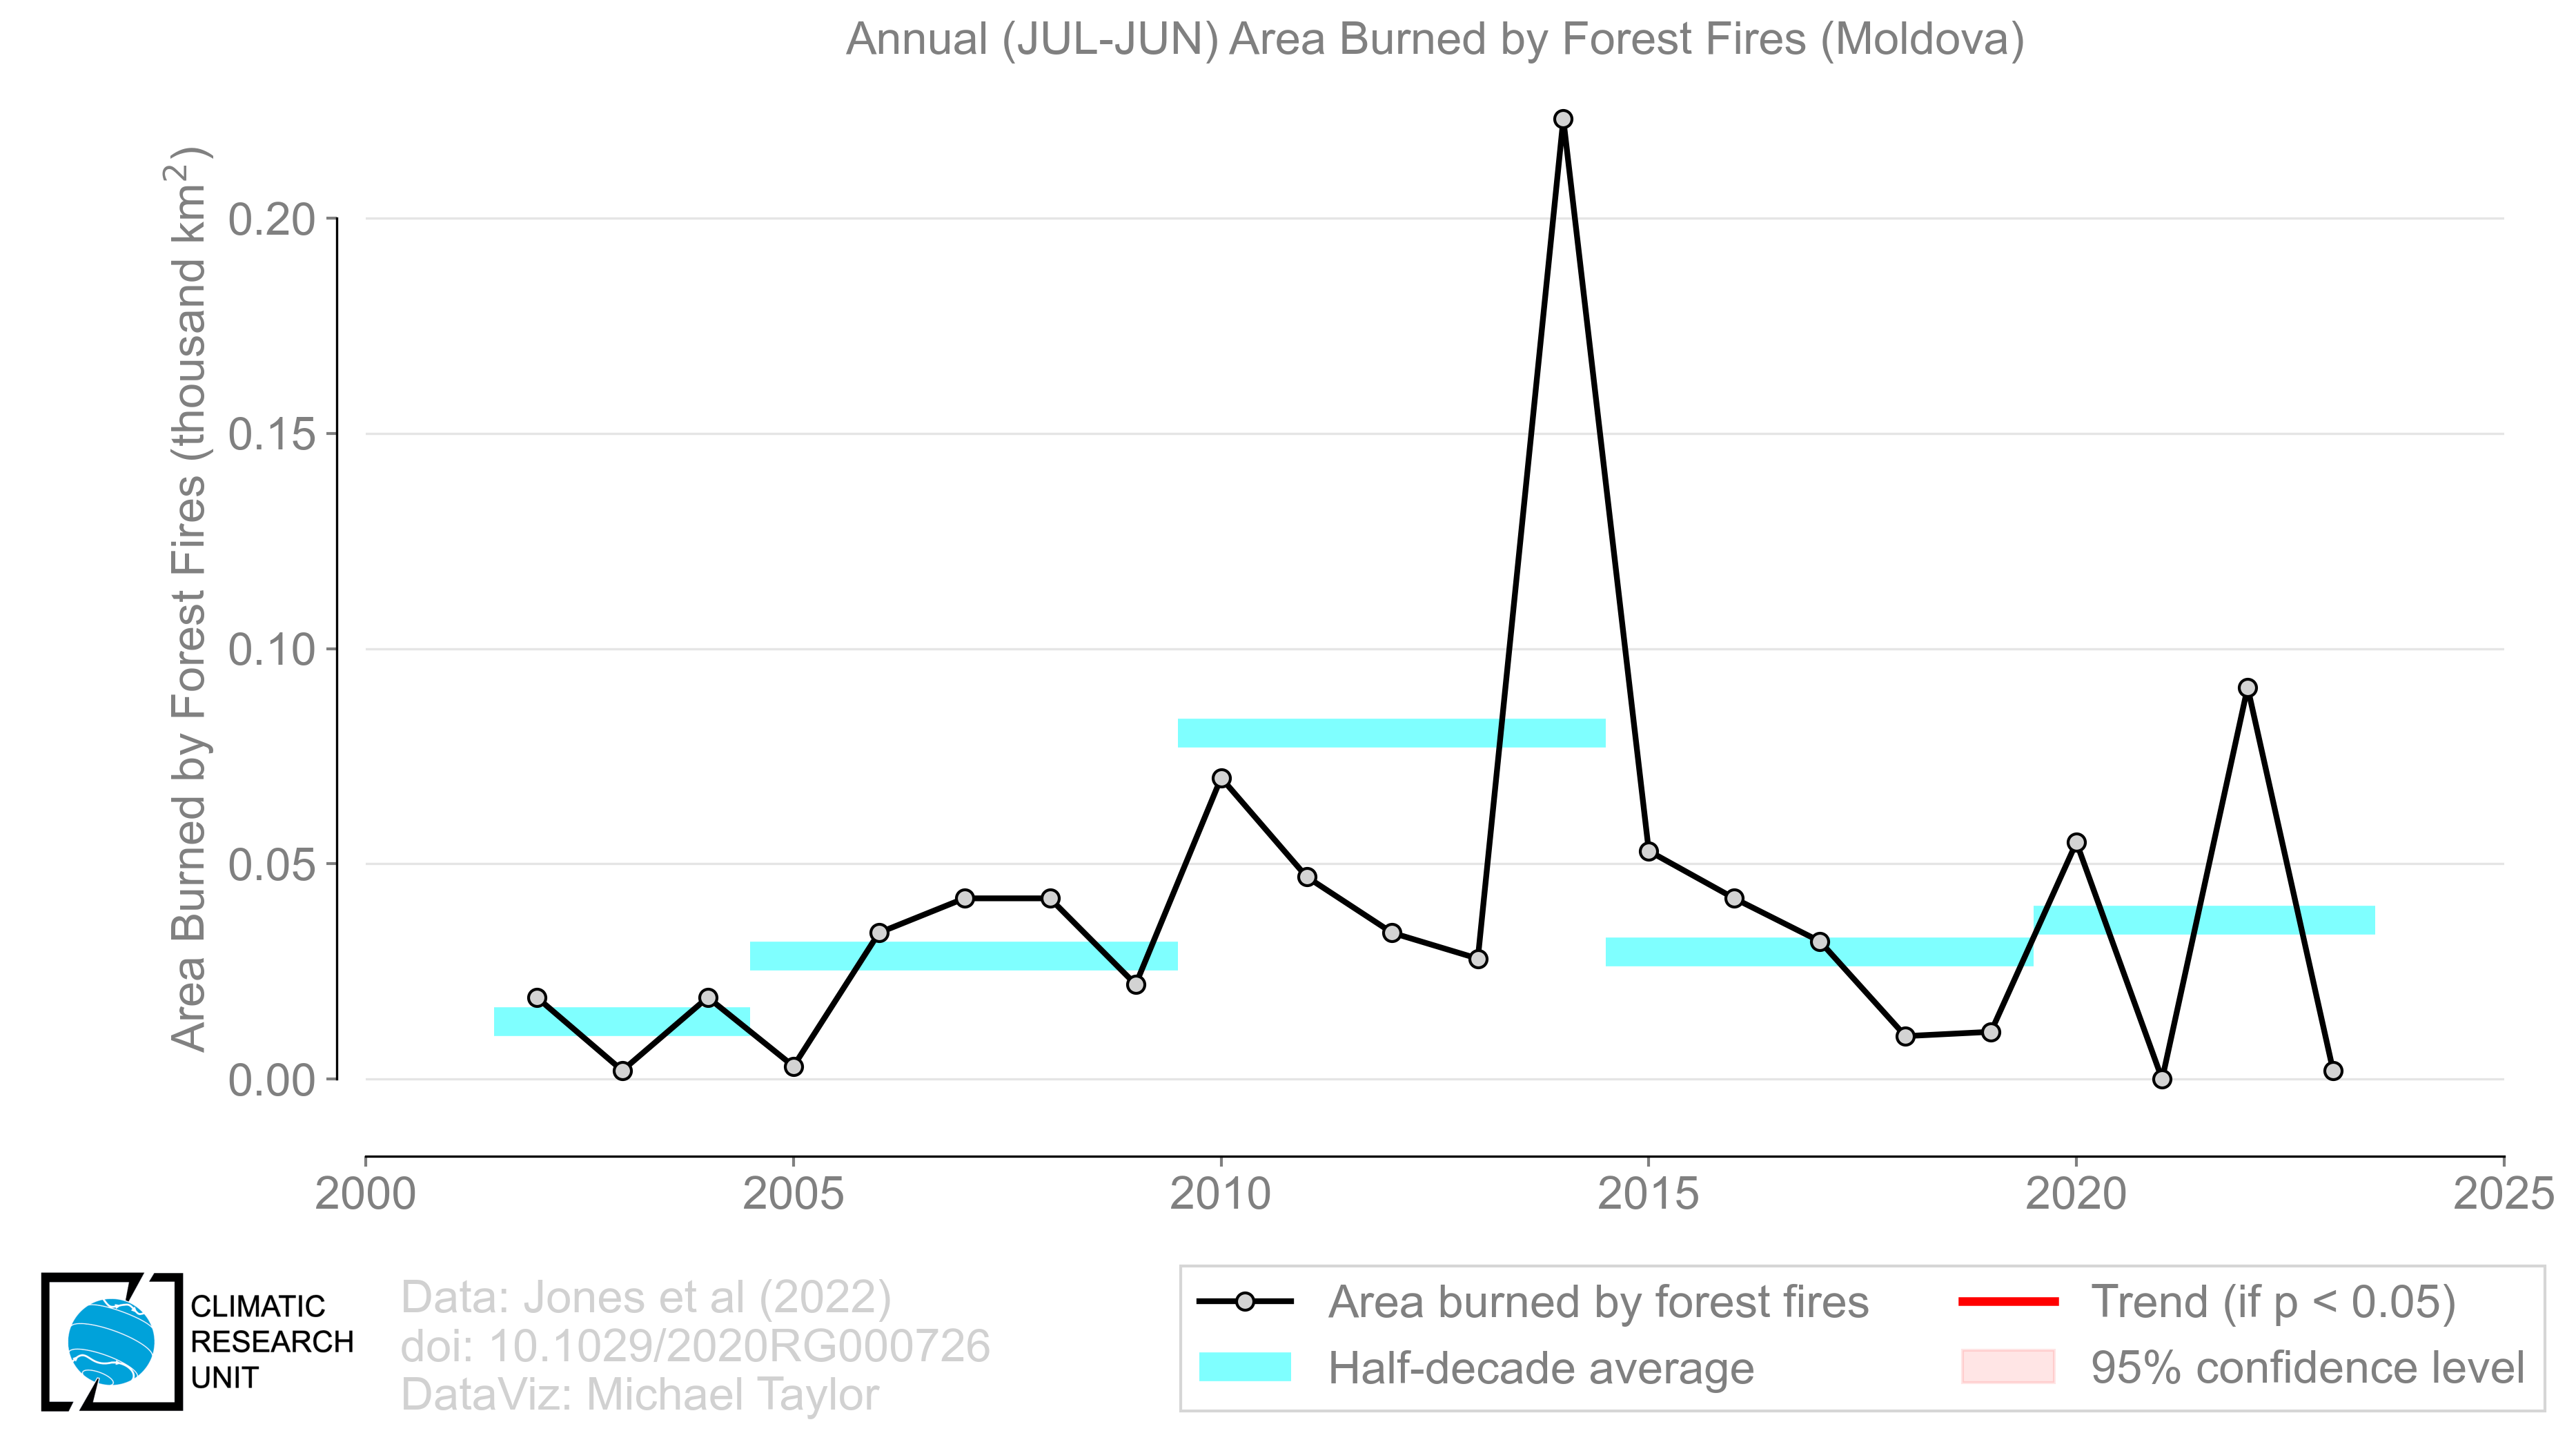 Annual (JUL-JUN) Area Burned by Forest Fires (Moldova)
Area Burned by Forest Fires (thousand km²)
0.20
0.15
0.10
0.05
0.00
2000 2005 2010 2015 2020 2025
CLIMATIC
RESEARCH
UNIT
Data: Jones et al (2022)
doi: 10.1029/2020RG000726
DataViz: Michael Taylor
Area burned by forest fires
Half-decade average
Trend (if p < 0.05)
95% confidence level